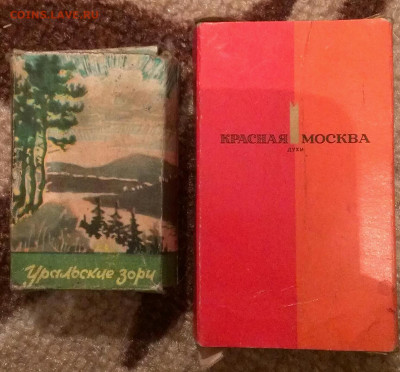 COINS.LAVE.RU
Уральские зори
КРАСНАЯ МОСКВА
ДУХИ